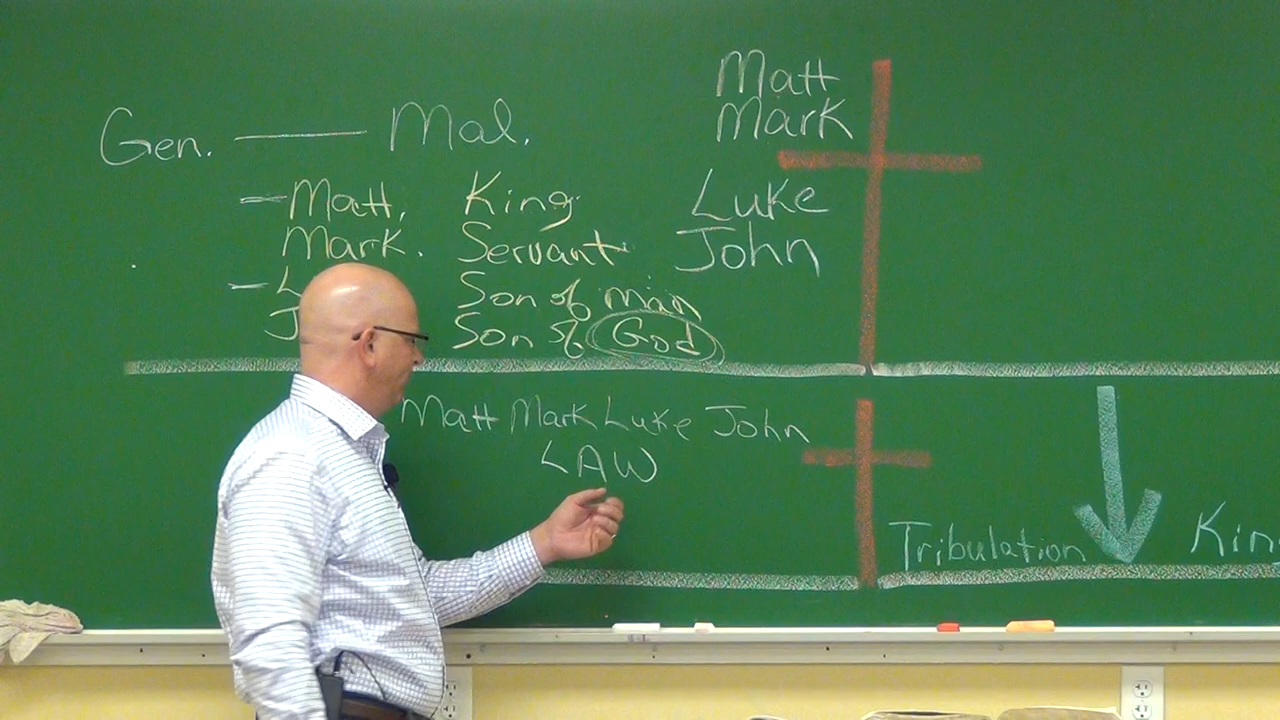 Matt
Mark
Gen. — Mal.
- Matt. King
Mark. Servant
Luke
John
Son of man
Son of God
Matt Mark Luke John
LAW
Tribulation